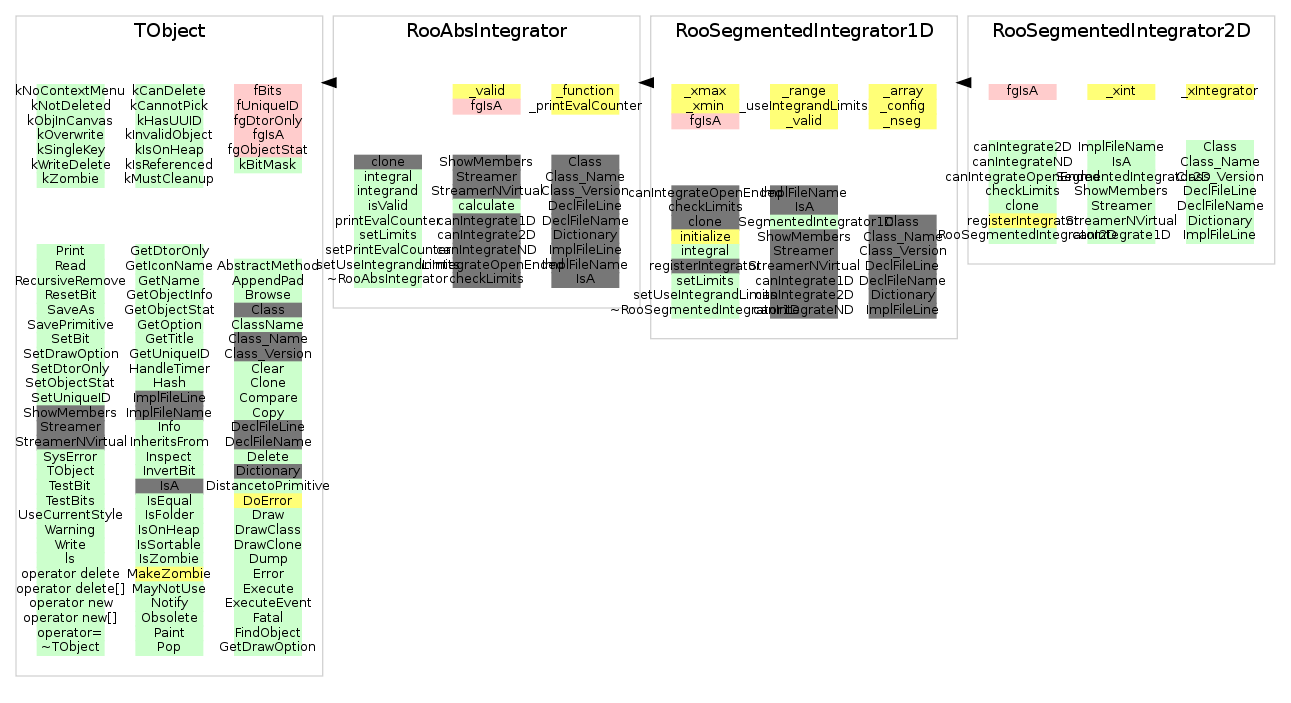 TObject
kNoContextMenu
kNotDeleted
kObjInCanvas
kOverwrite
kSingleKey
kWriteDelete
kZombie
kCanDelete
kCannotPick
kHasUUID
kInvalidObject
kIsOnHeap
kIsReferenced
kMustCleanup
fBits
fUniqueID
fgDtorOnly
fgIsA
fgObjectStat
kBitMask
Print
Read
RecursiveRemove
ResetBit
SaveAs
SavePrimitive
SetBit
SetDrawOption
SetDtorOnly
SetObjectStat
SetUniqueID
ShowMembers
Streamer
StreamerNVirtual
SysError
TObject
TestBit
TestBits
UseCurrentStyle
Warning
Write
ls
operator delete
operator delete[]
operator new
operator new[]
operator=
~TObject
GetDtorOnly
GetIconName
GetName
GetObjectInfo
GetObjectStat
GetOption
GetTitle
GetUniqueID
HandleTimer
Hash
ImplFileLine
ImplFileName
Info
InheritsFrom
Inspect
InvertBit
IsA
IsEqual
IsFolder
IsOnHeap
IsSortable
IsZombie
MakeZombie
MayNotUse
Notify
Obsolete
Paint
Pop
AbstractMethod
AppendPad
Browse
Class
ClassName
Class_Name
Class_Version
Clear
Clone
Compare
Copy
DeclFileLine
DeclFileName
Delete
Dictionary
DistancetoPrimitive
DoError
Draw
DrawClass
DrawClone
Dump
Error
Execute
ExecuteEvent
Fatal
FindObject
GetDrawOption
RooAbsIntegrator
_valid
fgIsA
_function
_printEvalCounter
clone
integral
integrand
isValid
printEvalCounter
setLimits
setPrintEvalCounter
setUseIntegrandLimits
~RooAbsIntegrator
ShowMembers
Streamer
StreamerNVirtual
calculate
canIntegrate1D
canIntegrate2D
canIntegrateND
canIntegrateOpenEnded
checkLimits
Class
Class_Name
Class_Version
DeclFileLine
DeclFileName
Dictionary
ImplFileLine
ImplFileName
IsA
RooSegmentedIntegrator1D
_xmax
_xmin
fgIsA
_range
_useIntegrandLimits
_valid
_array
_config
_nseg
canIntegrateOpenEnded
checkLimits
clone
initialize
integral
registerIntegrator
setLimits
setUseIntegrandLimits
~RooSegmentedIntegrator1D
ImplFileName
IsA
SegmentedIntegrator1D
ShowMembers
Streamer
StreamerNVirtual
canIntegrate1D
canIntegrate2D
canIntegrateND
Class
Class_Name
Class_Version
DeclFileLine
DeclFileName
Dictionary
ImplFileLine
RooSegmentedIntegrator2D
fgIsA
_xint
_xIntegrator
canIntegrate2D
canIntegrateND
canIntegrateOpenEnded
checkLimits
clone
registerIntegrator
RooSegmentedIntegrator2D
ImplFileName
IsA
SegmentedIntegrator2D
ShowMembers
Streamer
StreamerNVirtual
canIntegrate1D
Class
Class_Name
Class_Version
DeclFileLine
DeclFileName
Dictionary
ImplFileLine